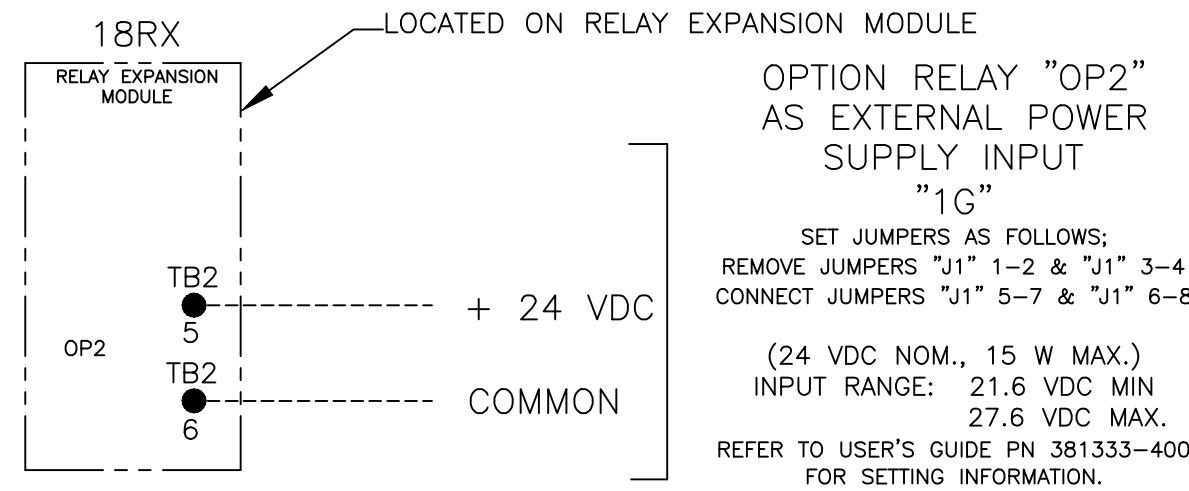 18RX
LOCATED ON RELAY EXPANSION MODULE
RELAY EXPANSION
MODULE
TB2
5
OP2
TB2
6
+ 24 VDC
COMMON
OPTION RELAY "OP2"
AS EXTERNAL POWER
SUPPLY INPUT
"1G"
SET JUMPERS AS FOLLOWS;
REMOVE JUMPERS "J1" 1-2 & "J1" 3-4
CONNECT JUMPERS "J1" 5-7 & "J1" 6-8
(24 VDC NOM., 15 W MAX.)
INPUT RANGE: 21.6 VDC MIN
27.6 VDC MAX.
REFER TO USER'S GUIDE PN 381333-400
FOR SETTING INFORMATION.